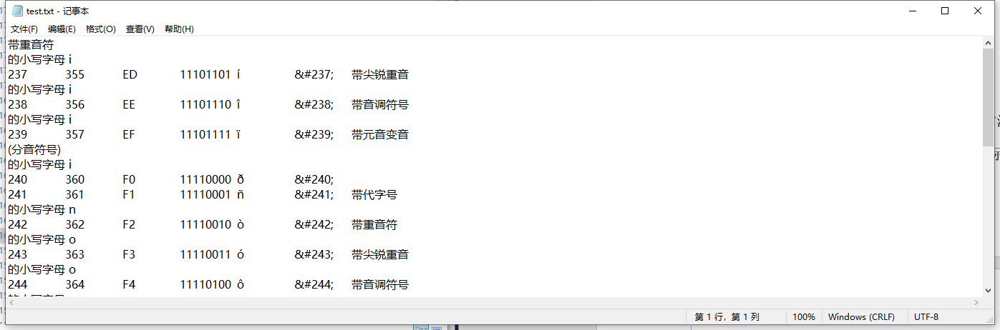 test.txt - 记事本
文件(F) 编辑(E) 格式(O) 查看(V) 帮助(H)
带重音符
的小写字母 i
237 355 ED 11101101 í &#237; 带尖锐重音
的小写字母 i
238 356 EE 11101110 î &#238; 带音调符号
的小写字母 i
239 357 EF 11101111 ï &#239; 带元音变音
(分音符号)
的小写字母 i
240 360 F0 11110000 ð &#240;
241 361 F1 11110001 ñ &#241; 带代字号
的小写字母 n
242 362 F2 11110010 ò &#242; 带重音符
的小写字母 o
243 363 F3 11110011 ó &#243; 带尖锐重音
的小写字母 o
244 364 F4 11110100 ô &#244; 带音调符号
第 1 行，第 1 列 100% Windows (CRLF) UTF-8